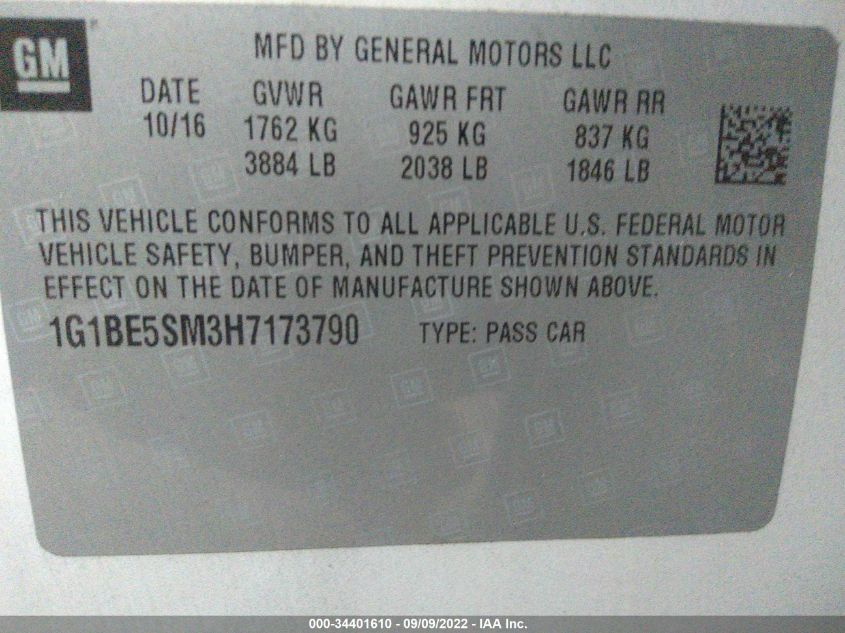 GM
MFD BY GENERAL MOTORS LLC
DATE GVWR GAWR FRT GAWR RR
10/16 1762 KG 925 KG 837 KG
3884 LB 2038 LB 1846 LB
THIS VEHICLE CONFORMS TO ALL APPLICABLE U.S. FEDERAL MOTOR
VEHICLE SAFETY, BUMPER, AND THEFT PREVENTION STANDARDS IN
EFFECT ON THE DATE OF MANUFACTURE SHOWN ABOVE.
1G1BE5SM3H7173790 TYPE: PASS CAR
000-34401610 - 09/09/2022 - IAA Inc.